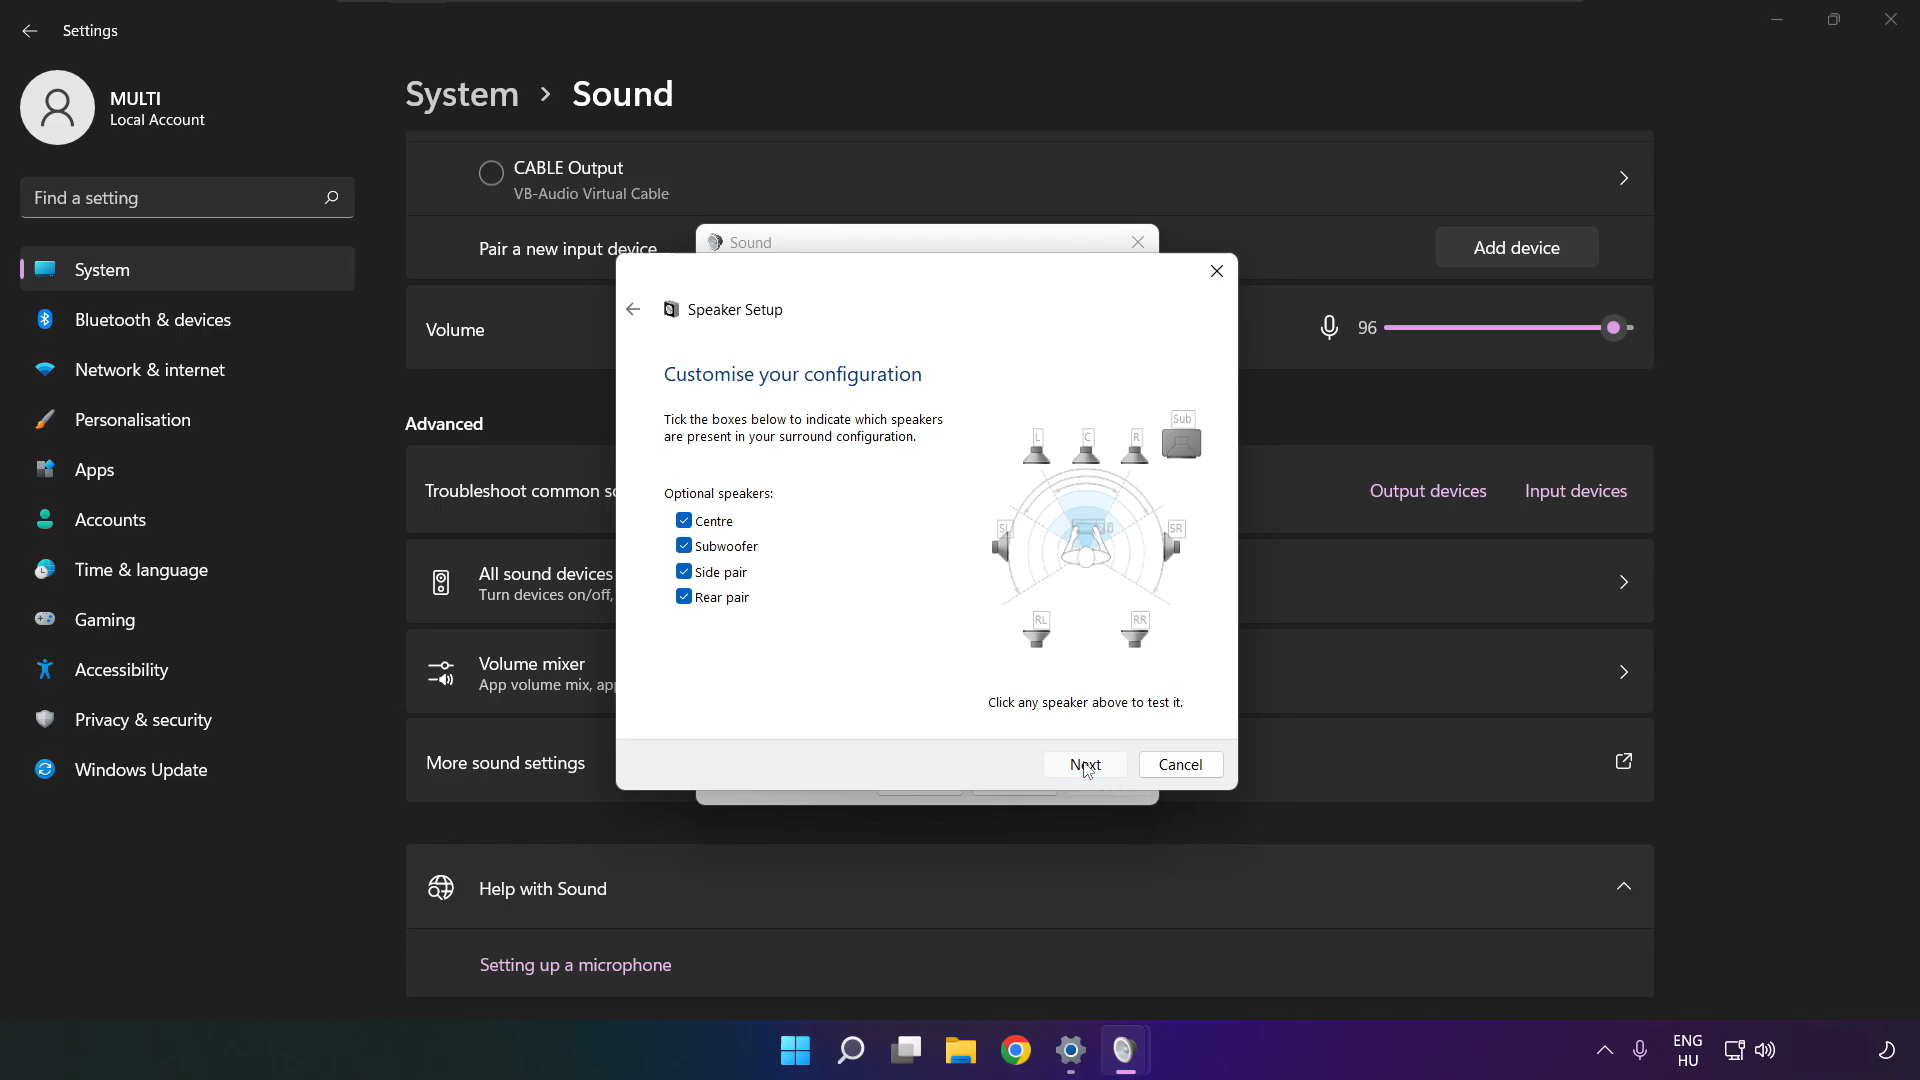 Settings
MULTI
Local Account
Find a setting
System
Bluetooth & devices
Network & internet
Personalisation
Apps
Accounts
Time & language
Gaming
Accessibility
Privacy & security
Windows Update
System > Sound
CABLE Output
VB-Audio Virtual Cable
Pair a new input device
Add device
Volume
96
Advanced
Troubleshoot common so
Output devices
Input devices
All sound devices
Turn devices on/off,
Volume mixer
App volume mix, app
More sound settings
Help with Sound
Setting up a microphone
Sound
Speaker Setup
Customise your configuration
Tick the boxes below to indicate which speakers
are present in your surround configuration.
Optional speakers:
Centre
Subwoofer
Side pair
Rear pair
L
C
R
Sub
SL
SR
RL
RR
Click any speaker above to test it.
Next
Cancel
ENG
HU